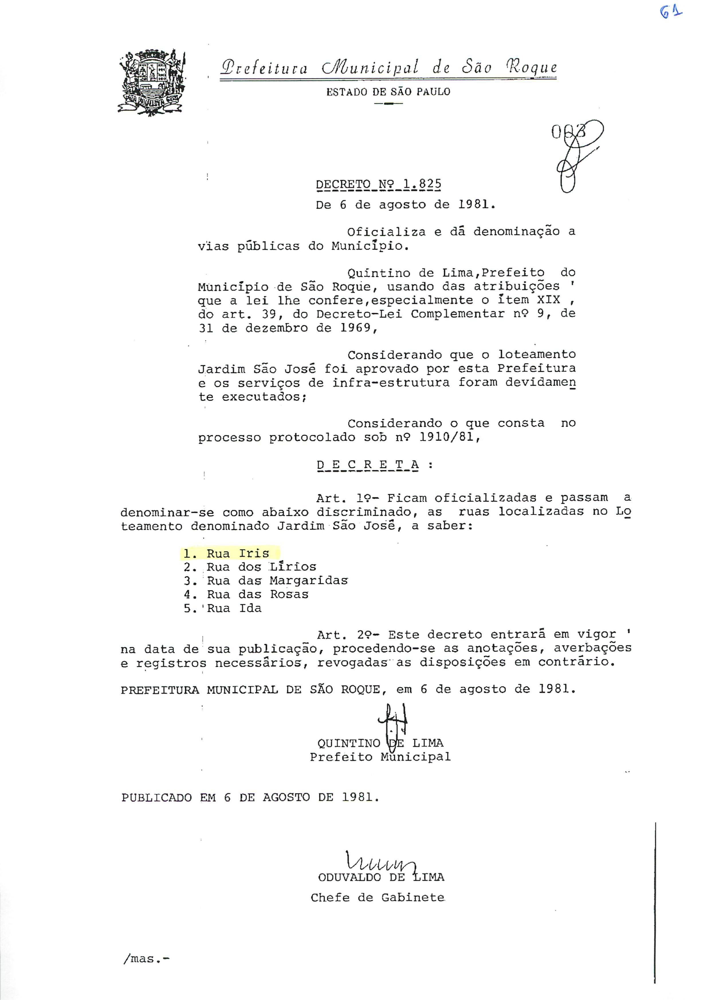 61
Prefeitura Municipal de São Roque
ESTADO DE SÃO PAULO
003
DECRETO Nº 1.825
De 6 de agosto de 1981.
Oficializa e dá denominação a
vias públicas do Município.
Quintino de Lima,Prefeito do
Município de São Roque, usando das atribuições '
que a lei lhe confere,especialmente o ítem XIX ,
do art. 39, do Decreto-Lei Complementar nº 9, de
31 de dezembro de 1969,
Considerando que o loteamento
Jardim São José foi aprovado por esta Prefeitura
e os serviços de infra-estrutura foram devidamen
te executados;
Considerando o que consta no
processo protocolado sob nº 1910/81,
D E C R E T A :
Art. 1º- Ficam oficializadas e passam a
denominar-se como abaixo discriminado, as ruas localizadas no Lo
teamento denominado Jardim São José, a saber:
1. Rua Iris
2. Rua dos Lírios
3. Rua das Margaridas
4. Rua das Rosas
5. Rua Ida
Art. 2º- Este decreto entrará em vigor '
na data de sua publicação, procedendo-se as anotações, averbações
e registros necessários, revogadas as disposições em contrário.
PREFEITURA MUNICIPAL DE SÃO ROQUE, em 6 de agosto de 1981.
QUINTINO DE LIMA
Prefeito Municipal
PUBLICADO EM 6 DE AGOSTO DE 1981.
ODUVALDO DE LIMA
Chefe de Gabinete
/mas.-